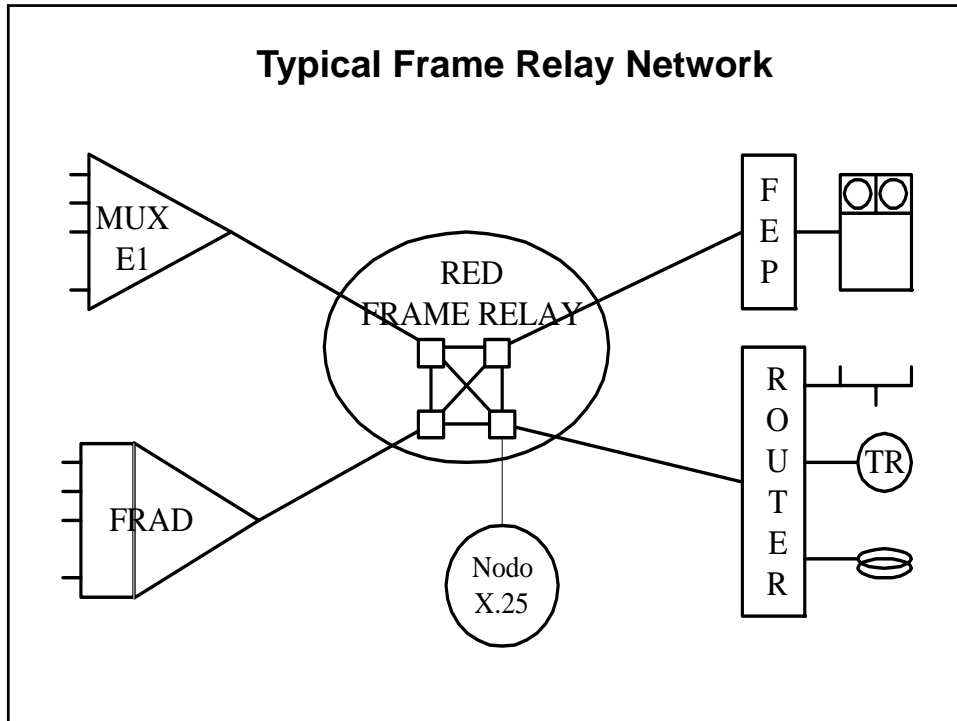 Typical Frame Relay Network
MUX
E1
RED
FRAME RELAY
F
E
P
FRAD
Nodo
X.25
R
O
U
T
E
R
TR